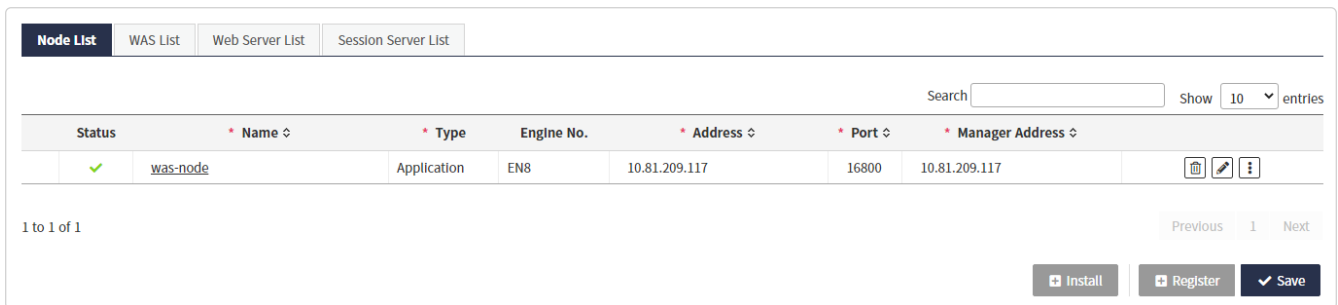 Node List WAS List Web Server List Session Server List
Search Show 10 entries
Status * Name * Type Engine No. * Address * Port * Manager Address
was-node Application EN8 10.81.209.117 16800 10.81.209.117
1 to 1 of 1 Previous 1 Next
Install Register Save